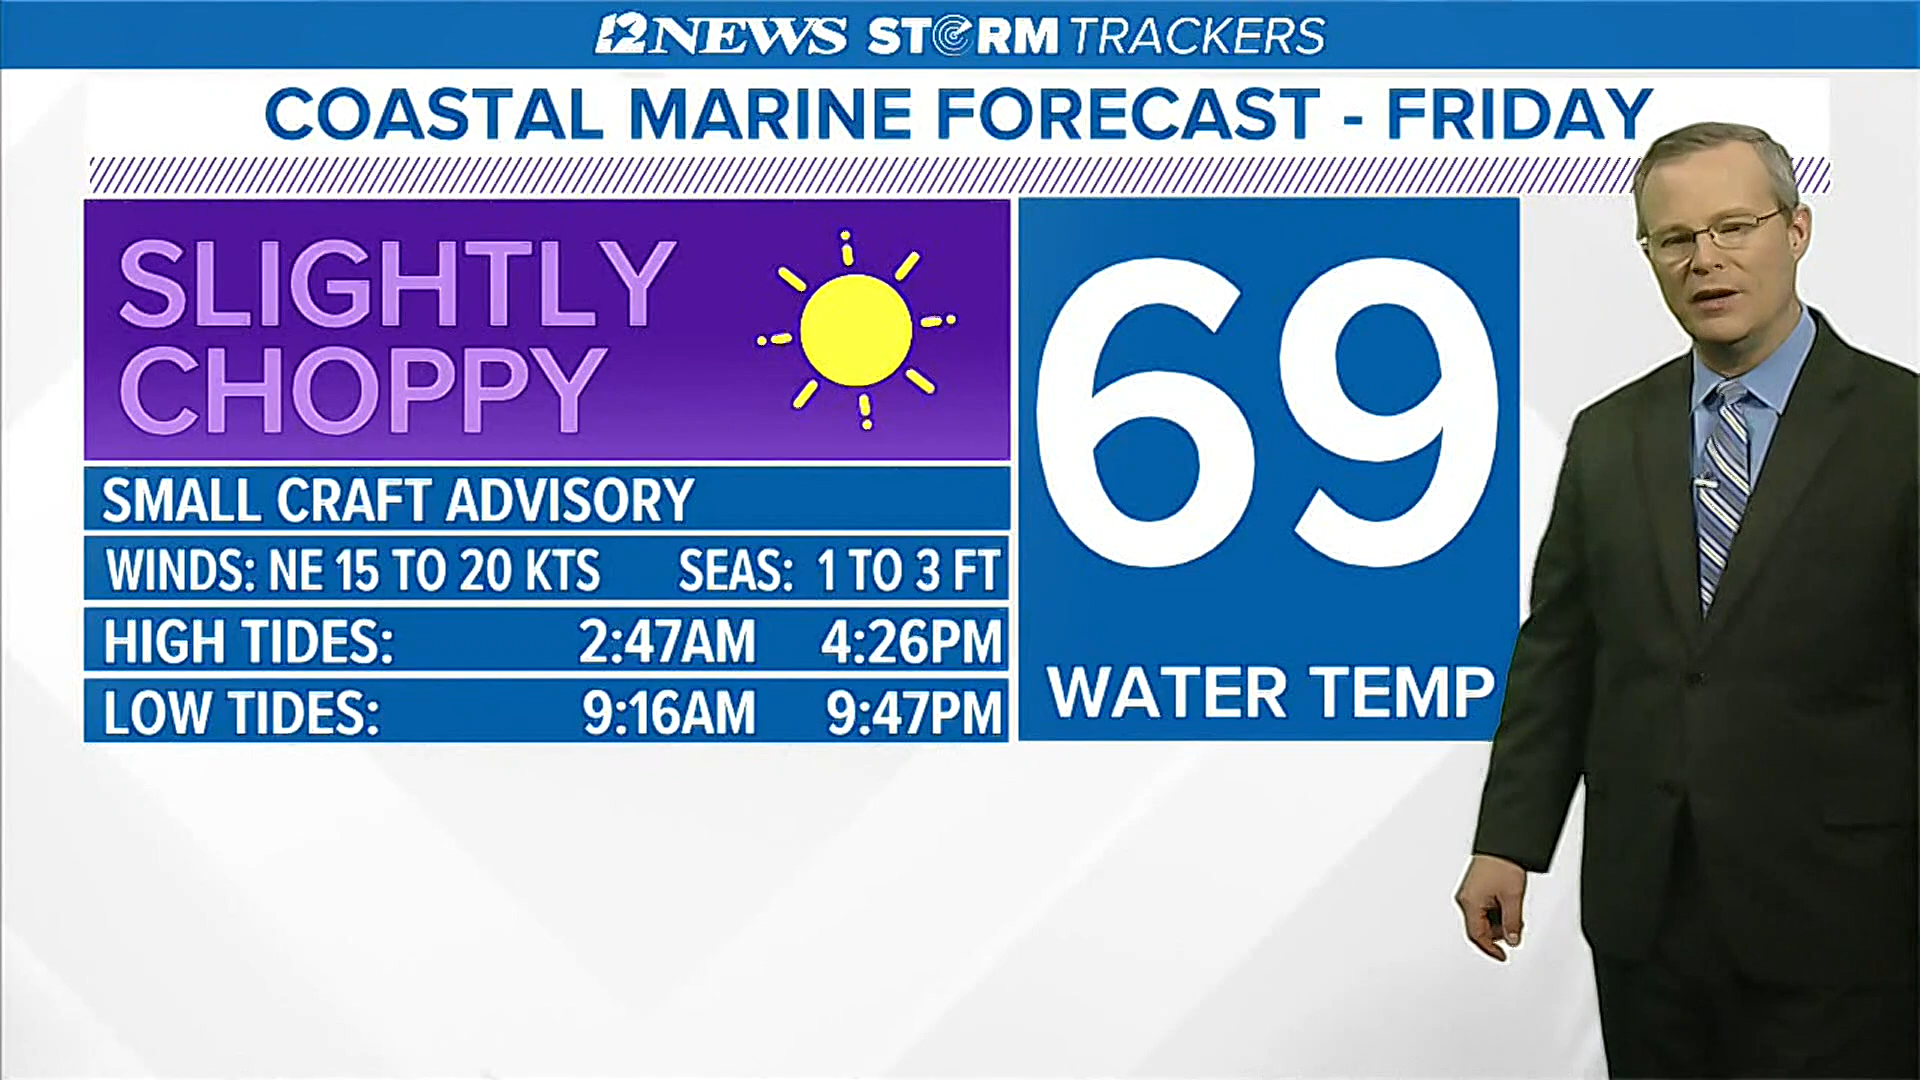 12NEWS STORM TRACKERS
COASTAL MARINE FORECAST - FRIDAY
SLIGHTLY
CHOPPY
SMALL CRAFT ADVISORY
WINDS: NE 15 TO 20 KTS SEAS: 1 TO 3 FT
HIGH TIDES: 2:47AM 4:26PM
LOW TIDES: 9:16AM 9:47PM
69
WATER TEMP